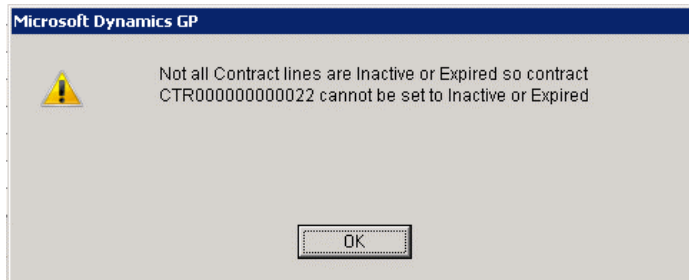 Microsoft Dynamics GP
Not all Contract lines are Inactive or Expired so contract
CTR000000000022 cannot be set to Inactive or Expired
OK